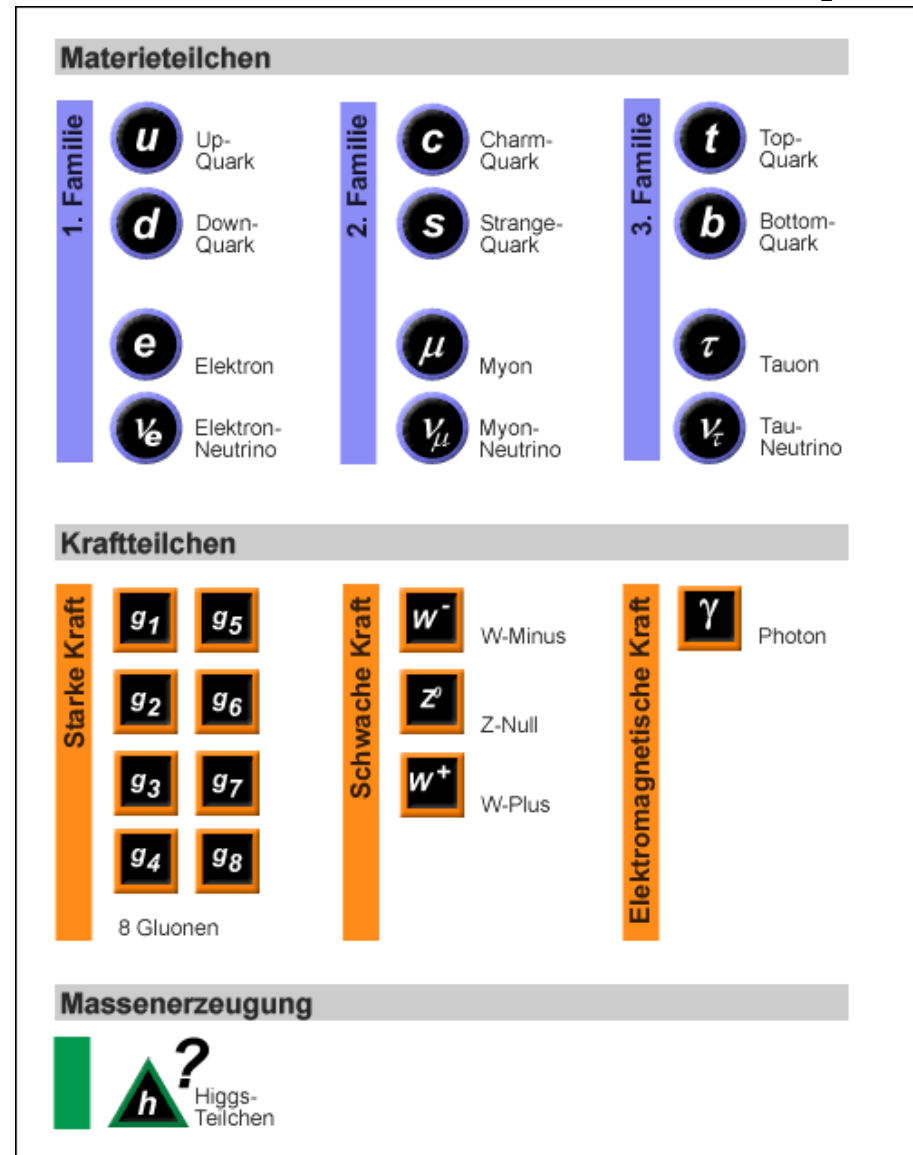 Materieteilchen
1. Familie
u
Up-
Quark
d
Down-
Quark
e
Elektron
νe
Elektron-
Neutrino
2. Familie
c
Charm-
Quark
s
Strange-
Quark
μ
Myon
νμ
Myon-
Neutrino
3. Familie
t
Top-
Quark
b
Bottom-
Quark
τ
Tauon
ντ
Tau-
Neutrino
Kraftteilchen
Starke Kraft
g1 g5
g2 g6
g3 g7
g4 g8
8 Gluonen
Schwache Kraft
W-
W-Minus
Z0
Z-Null
W+
W-Plus
Elektromagnetische Kraft
γ
Photon
Massenerzeugung
h
?
Higgs-
Teilchen